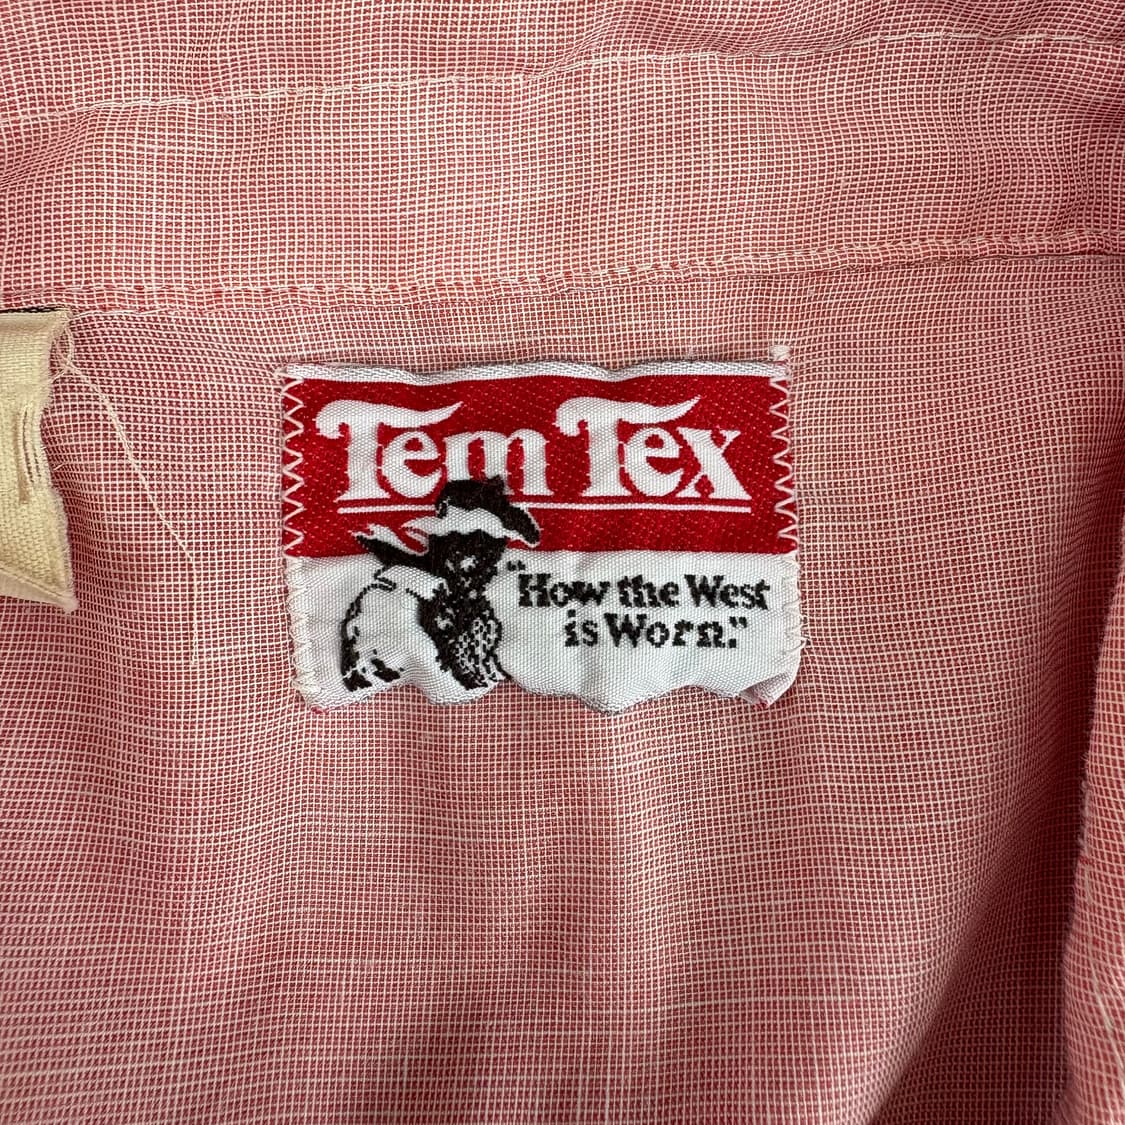 Tem Tex
"How the West
is Worn."